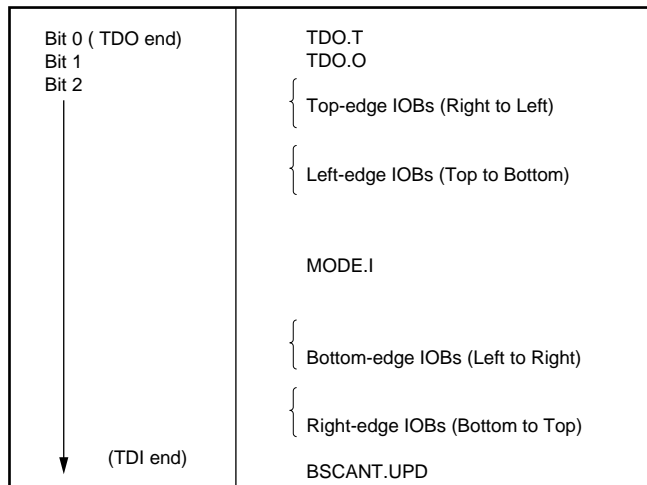 Bit 0 ( TDO end) TDO.T
Bit 1 TDO.O
Bit 2
Top-edge IOBs (Right to Left)
Left-edge IOBs (Top to Bottom)
MODE.I
Bottom-edge IOBs (Left to Right)
Right-edge IOBs (Bottom to Top)
(TDI end)
BSCANT.UPD